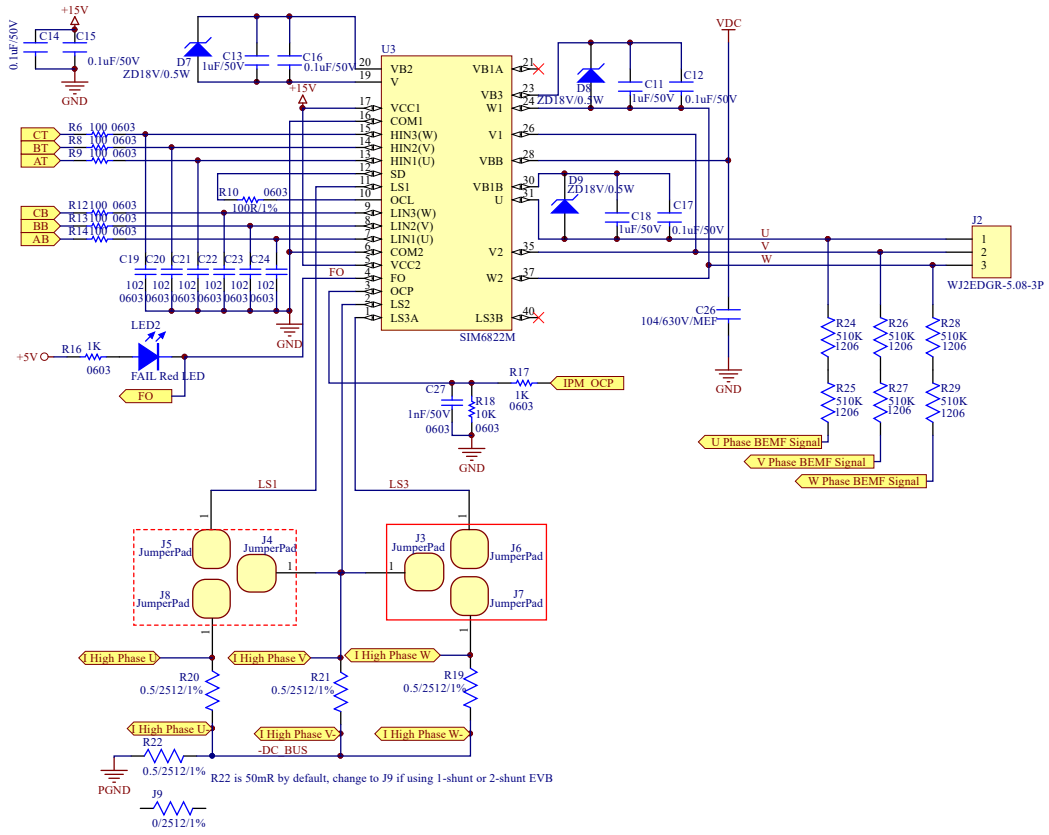 +15V
C14
C15
0.1uF/50V
0.1uF/50V
GND
D7
ZD18V/0.5W
C13
1uF/50V
C16
0.1uF/50V
+15V
U3
20
VB2
19
V
17
VCC1
16
COM1
15
HIN3(W)
14
HIN2(V)
13
HIN1(U)
12
SD
11
LS1
10
OCL
9
LIN3(W)
8
LIN2(V)
7
LIN1(U)
6
COM2
5
VCC2
4
FO
3
OCP
2
LS2
1
LS3A
VB1A
21
VB3
23
W1
24
V1
26
VBB
28
VB1B
30
U
31
V2
35
W2
37
LS3B
40
SIM6822M
D8
ZD18V/0.5W
C11
1uF/50V
C12
0.1uF/50V
VDC
D9
ZD18V/0.5W
C18
1uF/50V
C17
0.1uF/50V
CT
R6 100 0603
BT
R8 100 0603
AT
R9 100 0603
R10 0603
100R/1%
CB
R12 100 0603
BB
R13 100 0603
AB
R14 100 0603
C19 C20 C21 C22 C23 C24
102 102 102 102 102 102
0603 0603 0603 0603 0603 0603
GND
FO
U
V
W
J2
1
2
3
WJ2EDGR-5.08-3P
C26
104/630V/MEF
GND
+5V
R16
1K
0603
LED2
FAIL Red LED
FO
R17
1K
0603
IPM_OCP
C27
1nF/50V
0603
R18
10K
0603
GND
R24
510K
1206
R26
510K
1206
R28
510K
1206
R25
510K
1206
R27
510K
1206
R29
510K
1206
U Phase BEMF Signal
V Phase BEMF Signal
W Phase BEMF Signal
LS1
LS3
1
1
J5
JumperPad
J4
JumperPad
1
J8
JumperPad
1
J3
JumperPad
1
J6
JumperPad
J7
JumperPad
1
I High Phase U
I High Phase V
I High Phase W
R20
0.5/2512/1%
R21
0.5/2512/1%
R19
0.5/2512/1%
I High Phase U-
I High Phase V-
I High Phase W-
R22
0.5/2512/1%
-DC_BUS
PGND
R22 is 50mR by default, change to J9 if using 1-shunt or 2-shunt EVB
J9
0/2512/1%